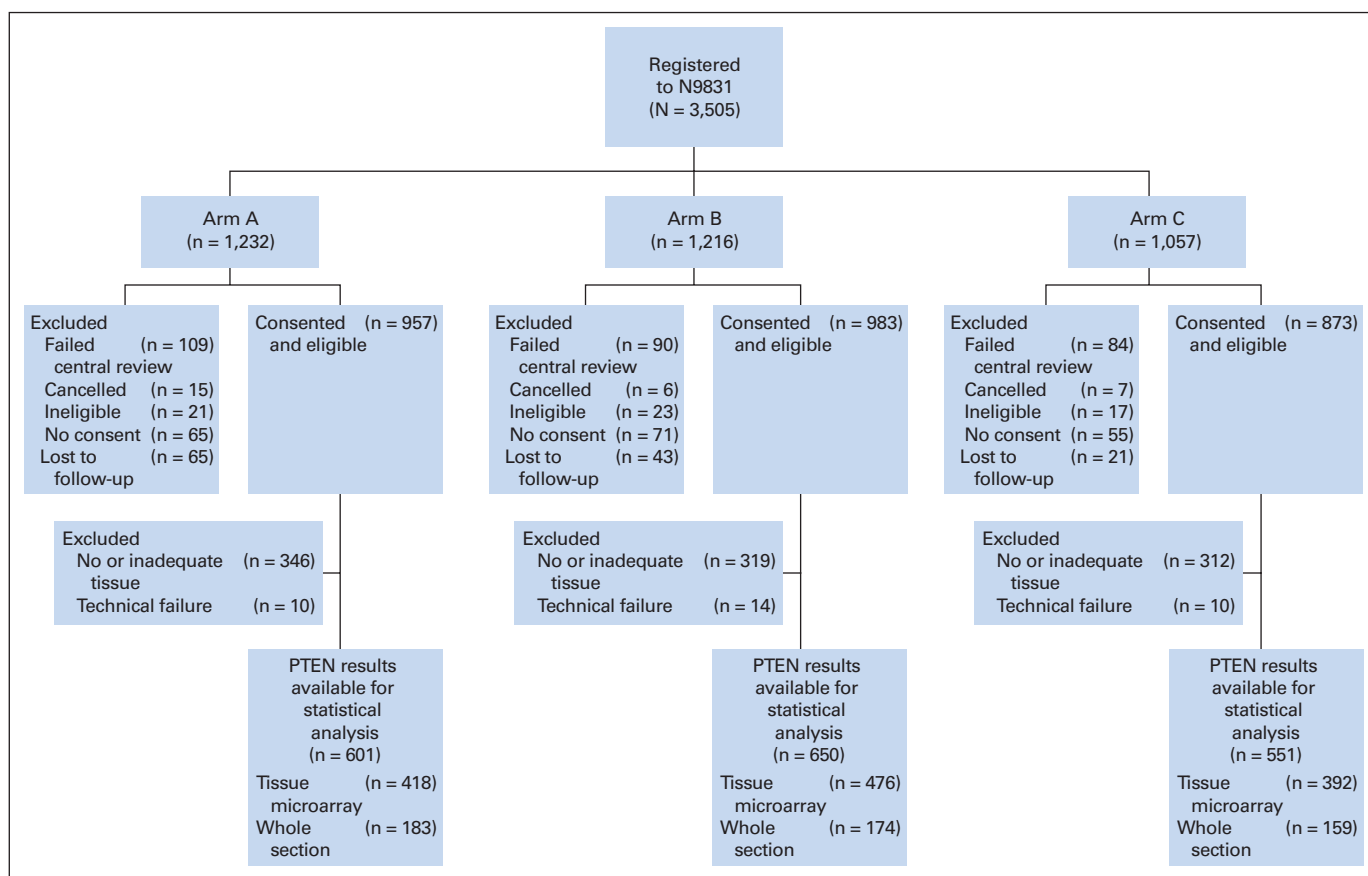 Registered
to N9831
(N = 3,505)
Arm A
(n = 1,232)
Arm B
(n = 1,216)
Arm C
(n = 1,057)
Excluded
Failed (n = 109)
central review
Cancelled (n = 15)
Ineligible (n = 21)
No consent (n = 65)
Lost to (n = 65)
follow-up
Consented (n = 957)
and eligible
Excluded
Failed (n = 90)
central review
Cancelled (n = 6)
Ineligible (n = 23)
No consent (n = 71)
Lost to (n = 43)
follow-up
Consented (n = 983)
and eligible
Excluded
Failed (n = 84)
central review
Cancelled (n = 7)
Ineligible (n = 17)
No consent (n = 55)
Lost to (n = 21)
follow-up
Consented (n = 873)
and eligible
Excluded
No or inadequate (n = 346)
tissue
Technical failure (n = 10)
Excluded
No or inadequate (n = 319)
tissue
Technical failure (n = 14)
Excluded
No or inadequate (n = 312)
tissue
Technical failure (n = 10)
PTEN results
available for
statistical
analysis
(n = 601)
Tissue (n = 418)
microarray
Whole (n = 183)
section
PTEN results
available for
statistical
analysis
(n = 650)
Tissue (n = 476)
microarray
Whole (n = 174)
section
PTEN results
available for
statistical
analysis
(n = 551)
Tissue (n = 392)
microarray
Whole (n = 159)
section